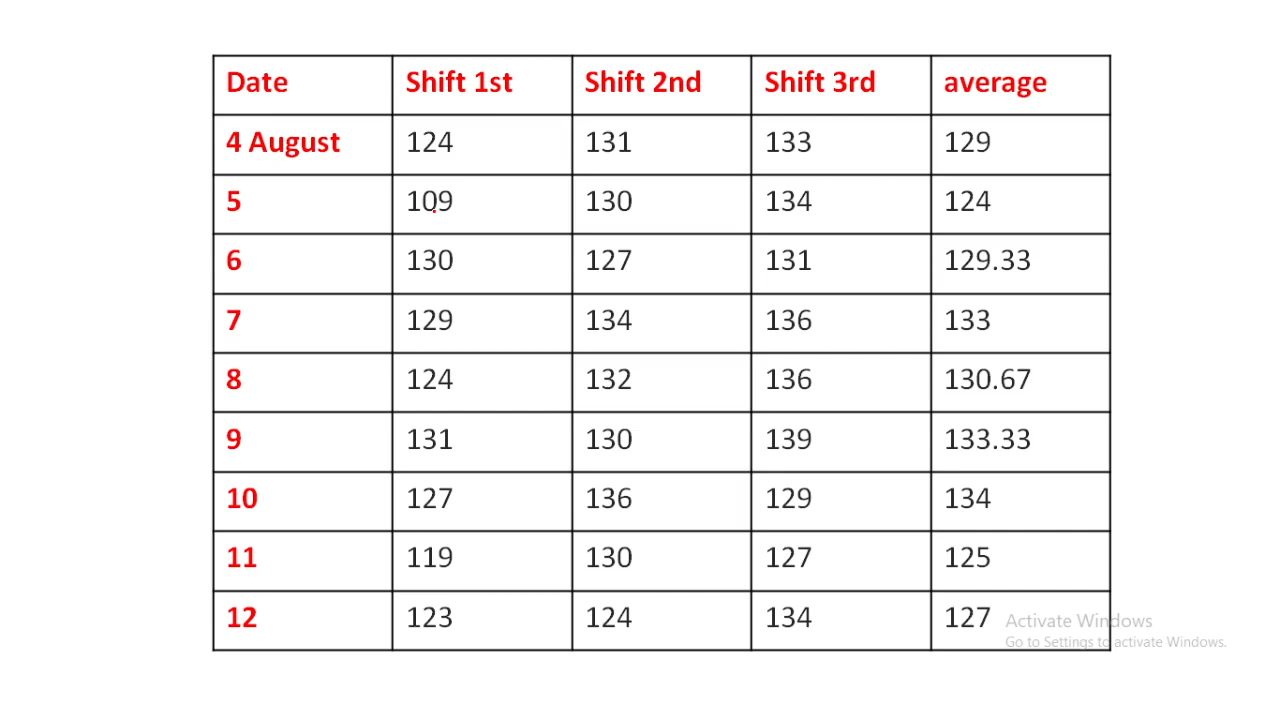 Date Shift 1st Shift 2nd Shift 3rd average
4 August 124 131 133 129
5 109 130 134 124
6 130 127 131 129.33
7 129 134 136 133
8 124 132 136 130.67
9 131 130 139 133.33
10 127 136 129 134
11 119 130 127 125
12 123 124 134 127
Activate Windows
Go to Settings to activate Windows.